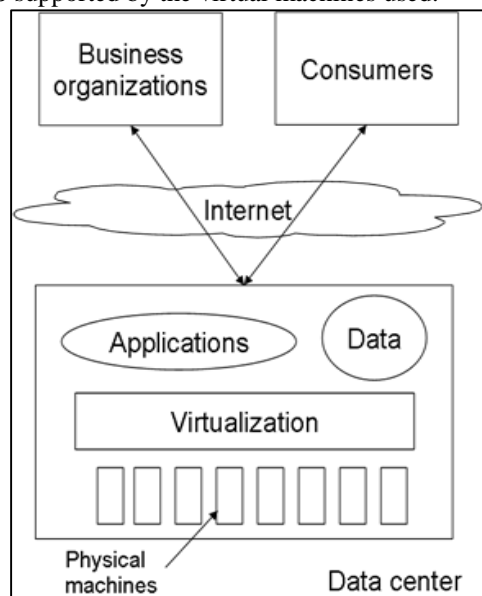 supported by the virtual machines used.
Business
organizations
Consumers
Internet
Applications
Data
Virtualization
Physical
machines
Data center